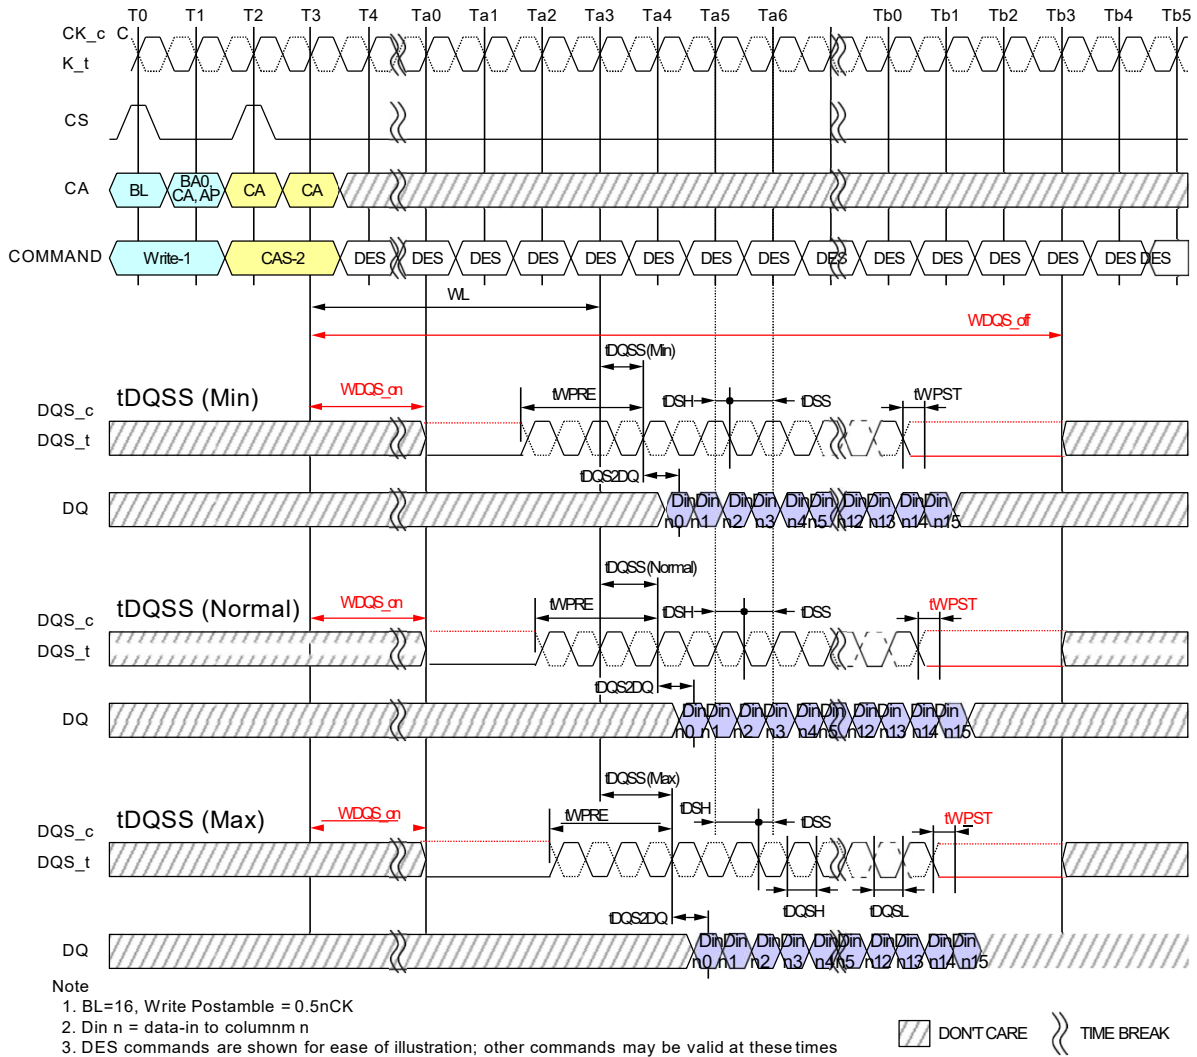 T0 T1 T2 T3 T4 Ta0 Ta1 Ta2 Ta3 Ta4 Ta5 Ta6 Tb0 Tb1 Tb2 Tb3 Tb4 Tb5
CK_c C
K_t
CS
CA BL BA0, CA, AP CA CA
COMMAND Write-1 CAS-2 DES DES DES DES DES DES DES DES DES DES DES DES DES DES DES
WL
WDQS_off
tDQSS(Min)
tDQSS (Min) WDQS_on tWPRE tDSH tDSS tWPST
DQS_c
DQS_t
tDQS2DQ
DQ Din n0 Din n1 Din n2 Din n3 Din n4 Din n5 Din n12 Din n13 Din n14 Din n15
tDQSS(Normal)
tDQSS (Normal) WDQS_on tWPRE tDSH tDSS tWPST
DQS_c
DQS_t
tDQS2DQ
DQ Din n0 Din n1 Din n2 Din n3 Din n4 Din n5 Din n12 Din n13 Din n14 Din n15
tDQSS(Max)
tDQSS (Max) WDQS_on tWPRE tDSH tDSS tWPST
DQS_c
DQS_t
tDQSH tDQSL
tDQS2DQ
DQ Din n0 Din n1 Din n2 Din n3 Din n4 Din n5 Din n12 Din n13 Din n14 Din n15
Note
1. BL=16, Write Postamble = 0.5nCK
2. Din n = data-in to columnm n
3. DES commands are shown for ease of illustration; other commands may be valid at these times
DON'T CARE TIME BREAK